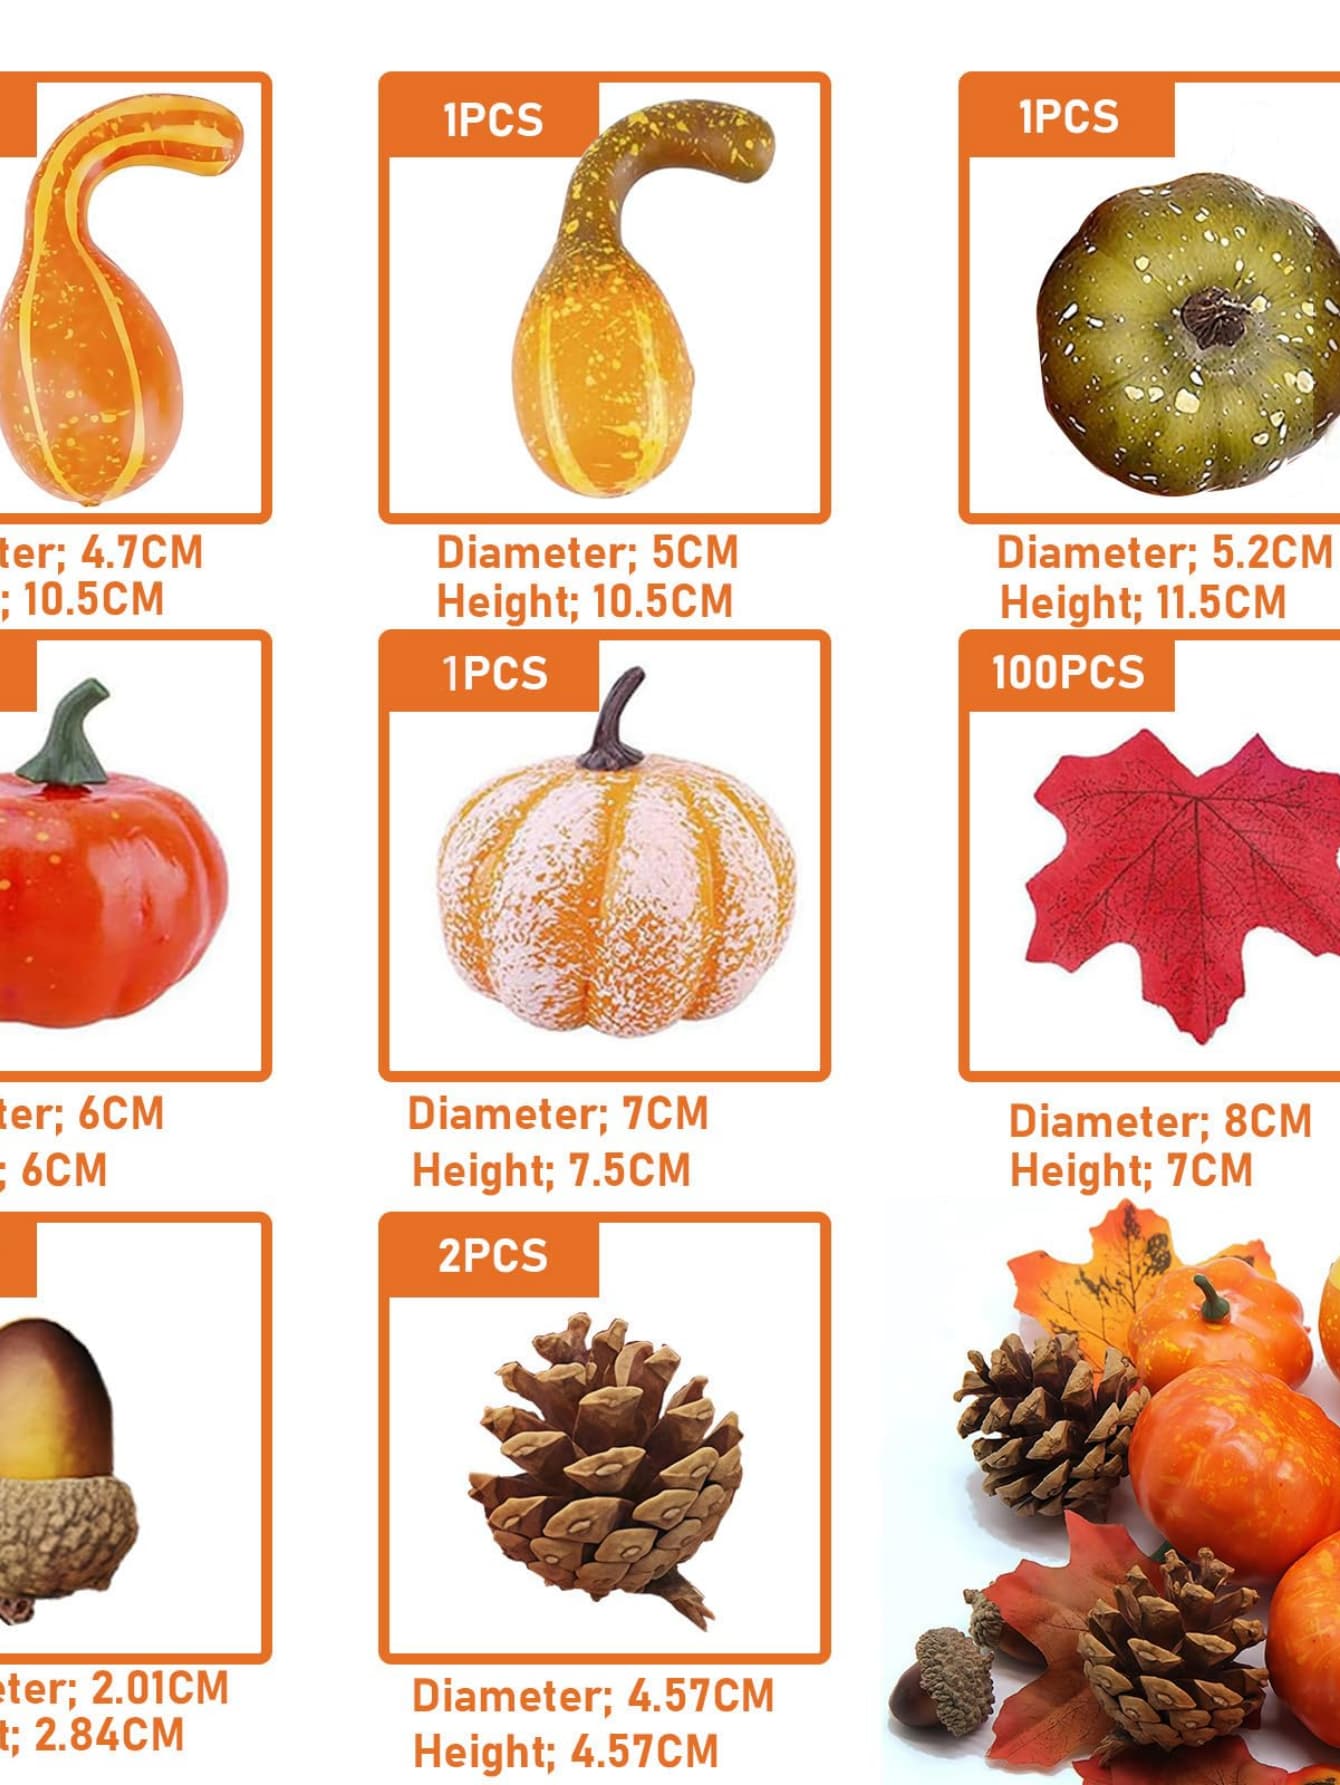 1PCS
1PCS
ter; 4.7CM
; 10.5CM
Diameter; 5CM
Height; 10.5CM
Diameter; 5.2CM
Height; 11.5CM
1PCS
100PCS
ter; 6CM
; 6CM
Diameter; 7CM
Height; 7.5CM
Diameter; 8CM
Height; 7CM
2PCS
eter; 2.01CM
t; 2.84CM
Diameter; 4.57CM
Height; 4.57CM